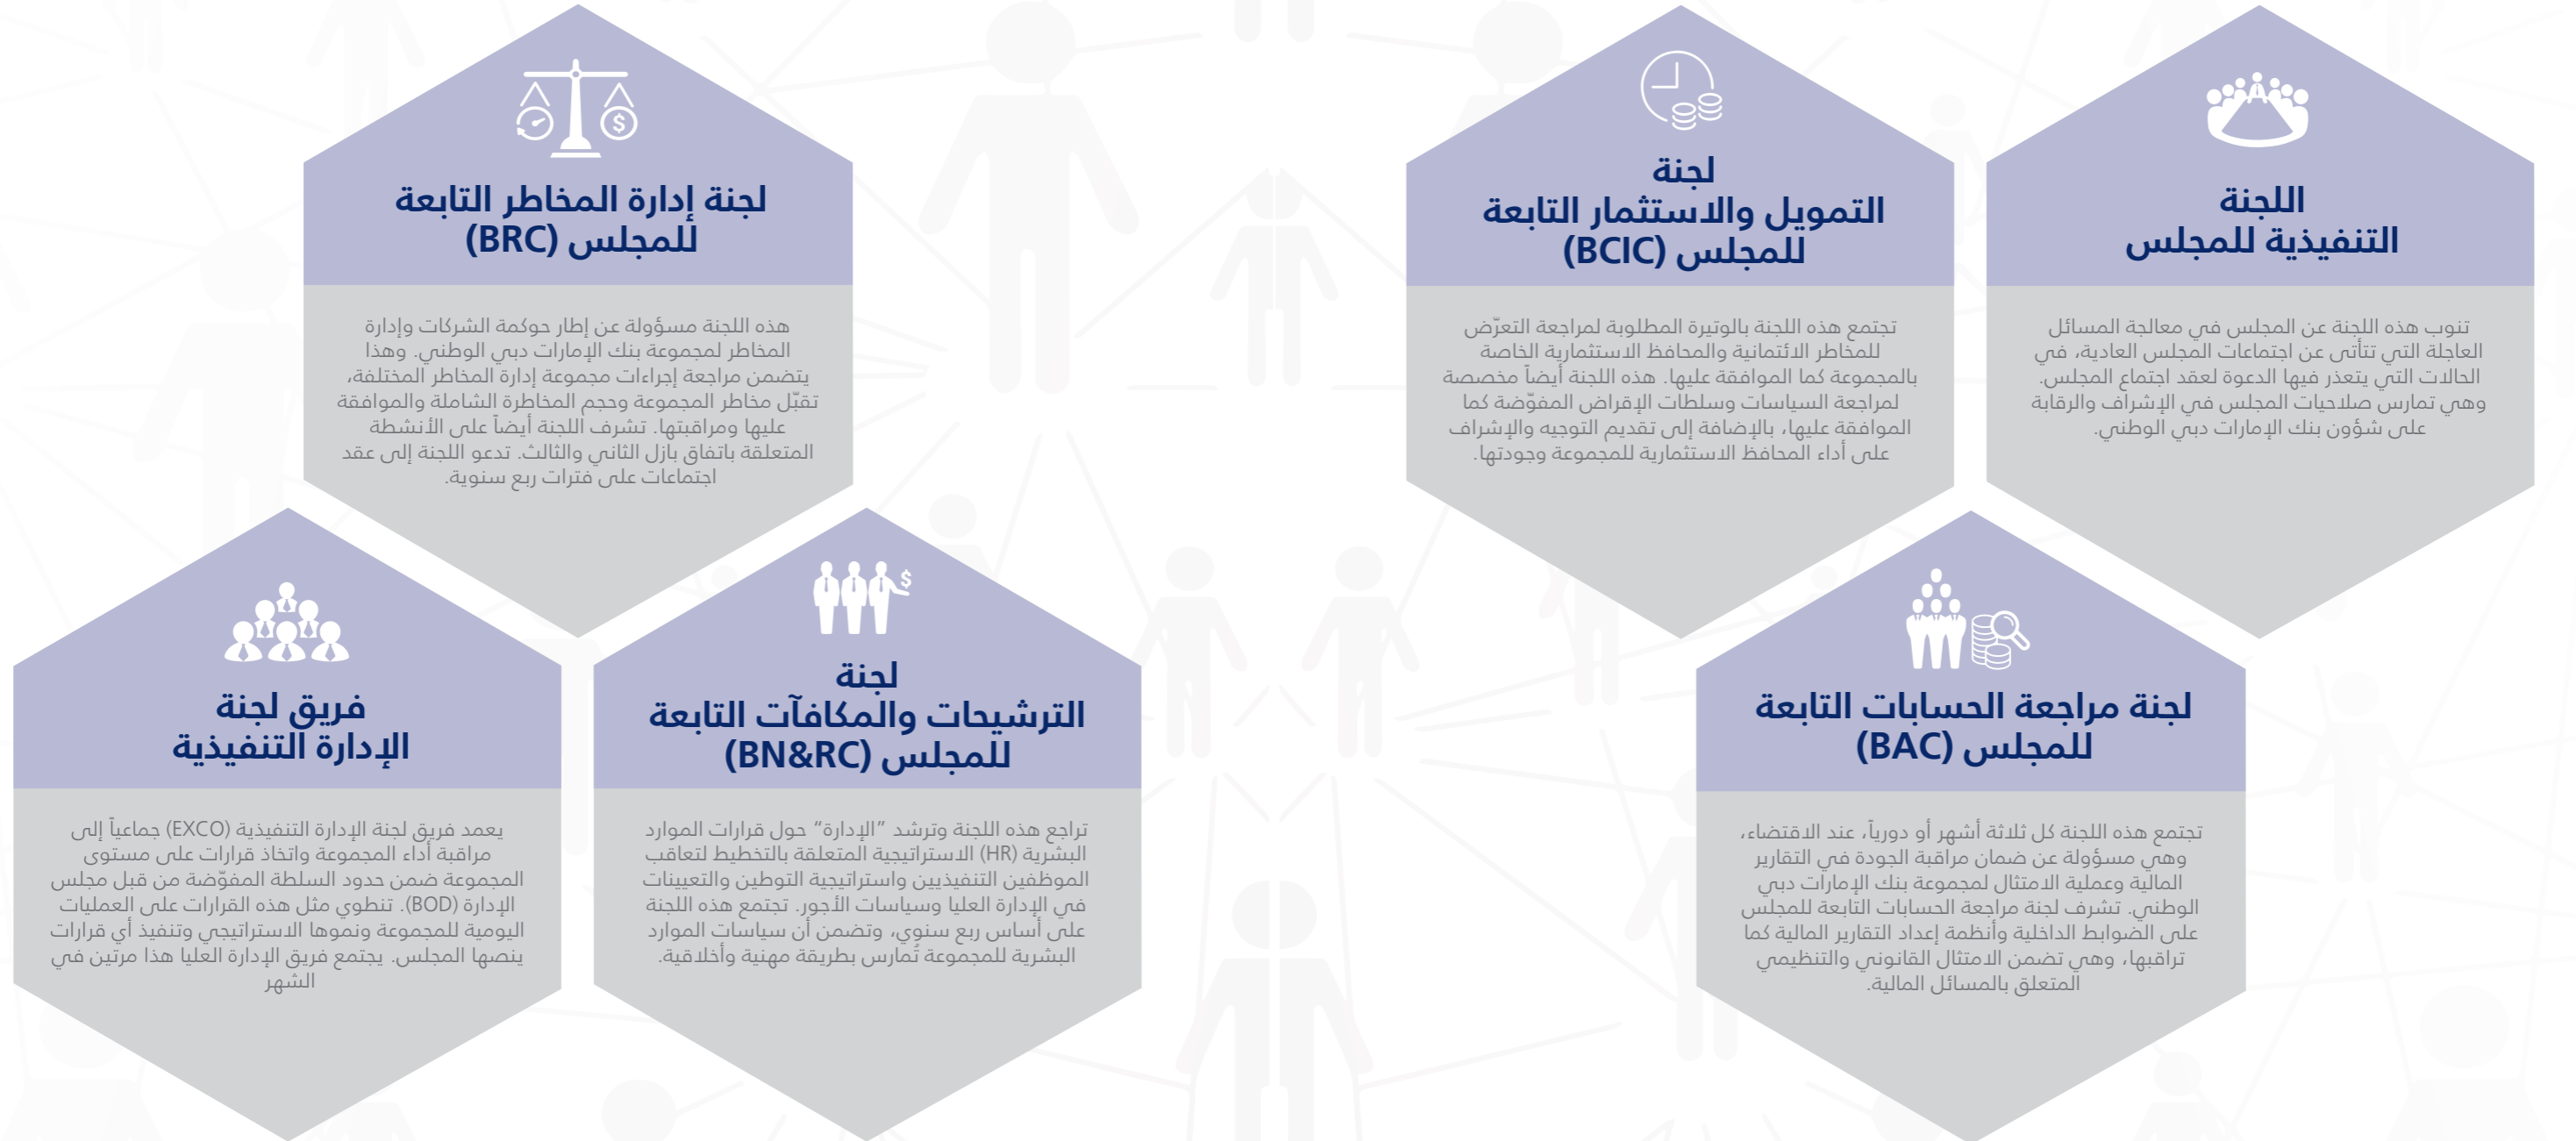 اللجنة
التنفيذية للمجلس
تنوب هذه اللجنة عن المجلس في معالجة المسائل
العاجلة التي تتأتى عن اجتماعات المجلس العادية، في
الحالات التي يتعذر فيها الدعوة لعقد اجتماع المجلس.
وهي تمارس صلاحيات المجلس في الإشراف والرقابة
على شؤون بنك الإمارات دبي الوطني.
لجنة
التمويل والاستثمار التابعة
للمجلس (BCIC)
تجتمع هذه اللجنة بالوتيرة المطلوبة لمراجعة التعرّض
للمخاطر الائتمانية والمحافظ الاستثمارية الخاصة
بالمجموعة كما الموافقة عليها. هذه اللجنة أيضاً مخصصة
لمراجعة السياسات وسلطات الإقراض المفوّضة كما
الموافقة عليها، بالإضافة إلى تقديم التوجيه والإشراف
على أداء المحافظ الاستثمارية للمجموعة وجودتها.
لجنة مراجعة الحسابات التابعة
للمجلس (BAC)
تجتمع هذه اللجنة كل ثلاثة أشهر أو دورياً، عند الاقتضاء،
وهي مسؤولة عن ضمان مراقبة الجودة في التقارير
المالية وعملية الامتثال لمجموعة بنك الإمارات دبي
الوطني. تشرف لجنة مراجعة الحسابات التابعة للمجلس
على الضوابط الداخلية وأنظمة إعداد التقارير المالية كما
تراقبها، وهي تضمن الامتثال القانوني والتنظيمي
المتعلق بالمسائل المالية.
لجنة إدارة المخاطر التابعة
للمجلس (BRC)
هذه اللجنة مسؤولة عن إطار حوكمة الشركات وإدارة
المخاطر لمجموعة بنك الإمارات دبي الوطني. وهذا
يتضمن مراجعة إجراءات مجموعة إدارة المخاطر المختلفة،
تقبّل مخاطر المجموعة وحجم المخاطرة الشاملة والموافقة
عليها ومراقبتها. تشرف اللجنة أيضاً على الأنشطة
المتعلقة باتفاق بازل الثاني والثالث. تدعو اللجنة إلى عقد
اجتماعات على فترات ربع سنوية.
لجنة
الترشيحات والمكافآت التابعة
للمجلس (BN&RC)
تراجع هذه اللجنة وترشد ”الإدارة“ حول قرارات الموارد
البشرية (HR) الاستراتيجية المتعلقة بالتخطيط لتعاقب
الموظفين التنفيذيين واستراتيجية التوطين والتعيينات
في الإدارة العليا وسياسات الأجور. تجتمع هذه اللجنة
على أساس ربع سنوي، وتضمن أن سياسات الموارد
البشرية للمجموعة تُمارس بطريقة مهنية وأخلاقية.
فريق لجنة
الإدارة التنفيذية
يعمد فريق لجنة الإدارة التنفيذية (EXCO) جماعياً إلى
مراقبة أداء المجموعة واتخاذ قرارات على مستوى
المجموعة ضمن حدود السلطة المفوّضة من قبل مجلس
الإدارة (BOD). تنطوي مثل هذه القرارات على العمليات
اليومية للمجموعة ونموها الاستراتيجي وتنفيذ أي قرارات
ينصها المجلس. يجتمع فريق الإدارة العليا هذا مرتين في
الشهر